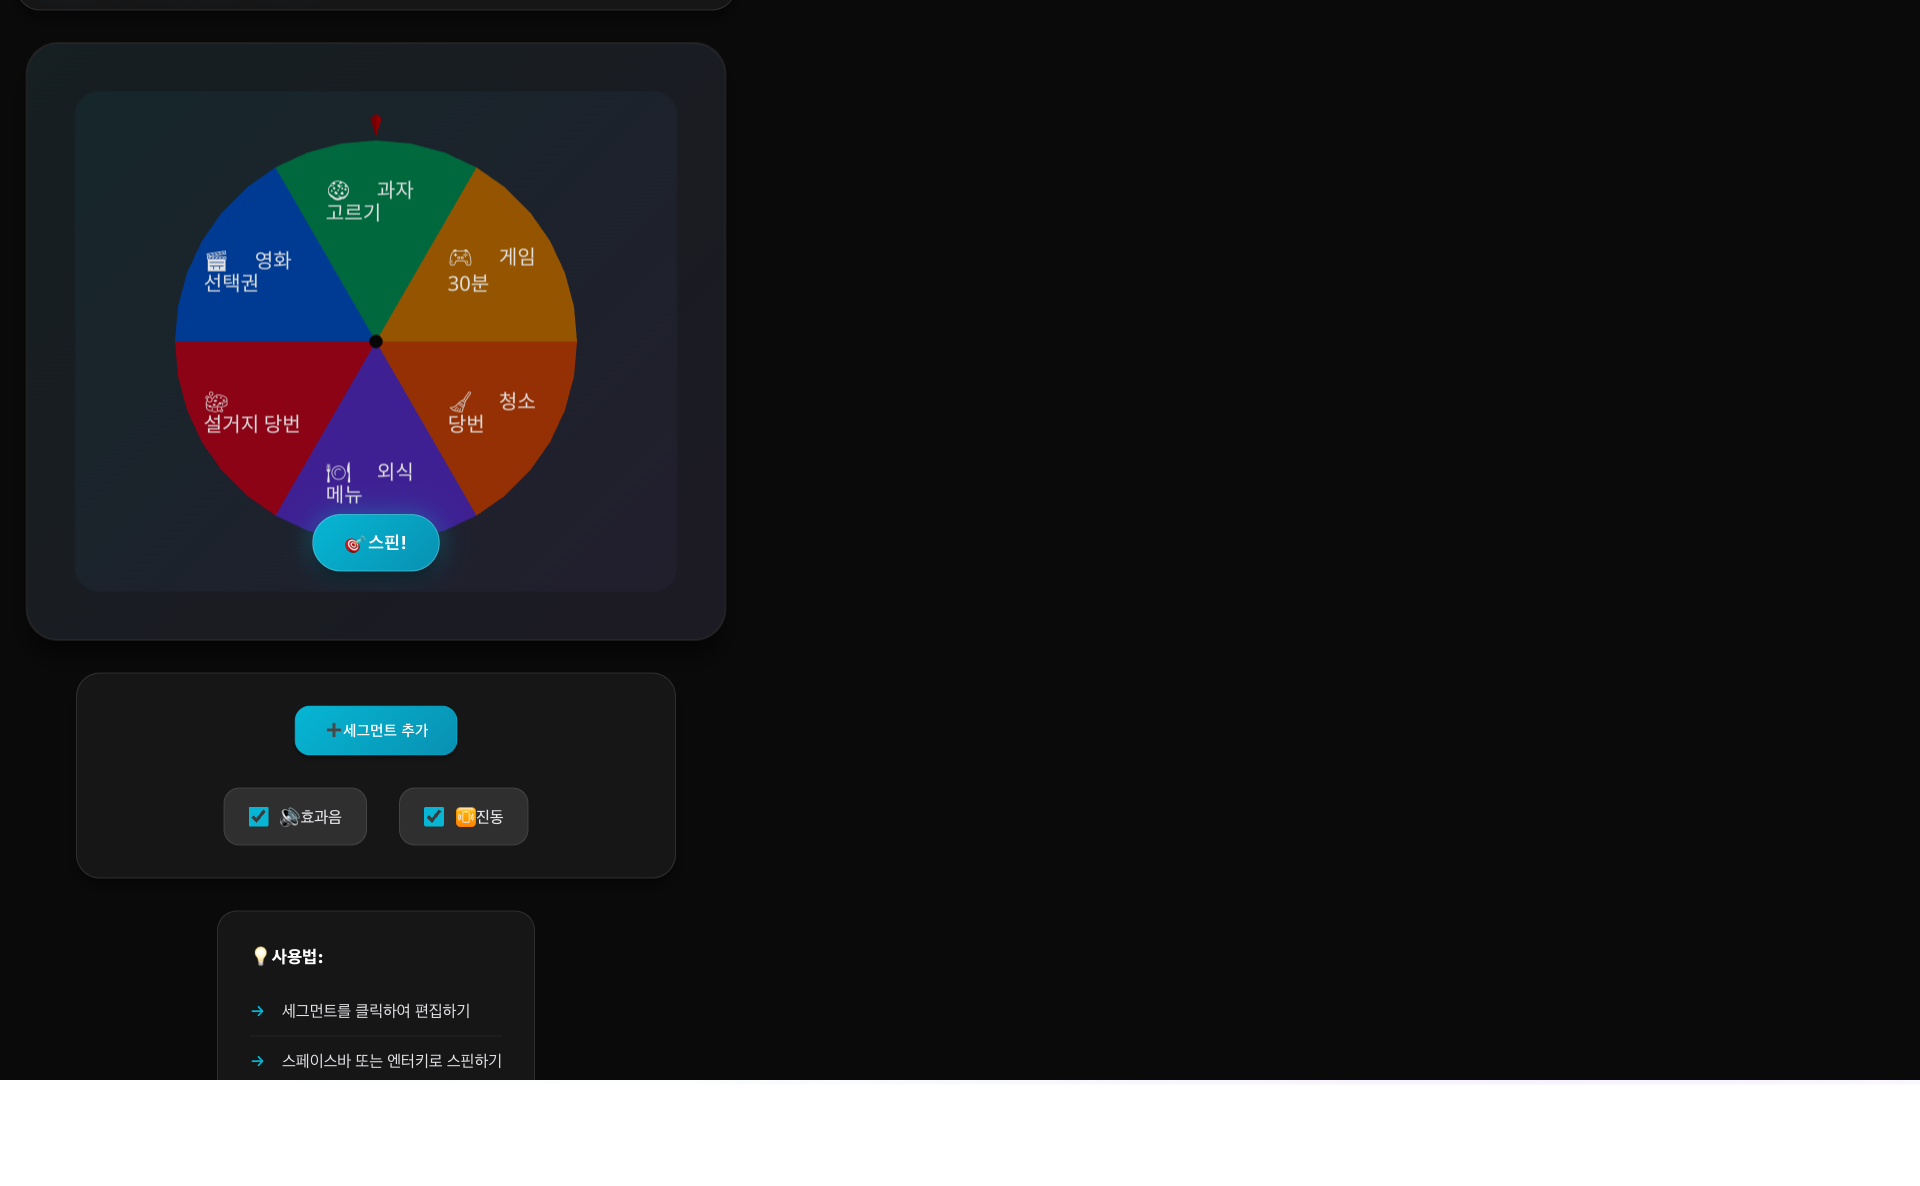 🍪 과자
고르기
🎬 영화
선택권
🎮 게임
30분
🧽
설거지 당번
🧹 청소
당번
🍽 외식
메뉴
🎯 스핀!
➕세그먼트 추가
🔊효과음
📳진동
💡사용법:
→ 세그먼트를 클릭하여 편집하기
→ 스페이스바 또는 엔터키로 스핀하기